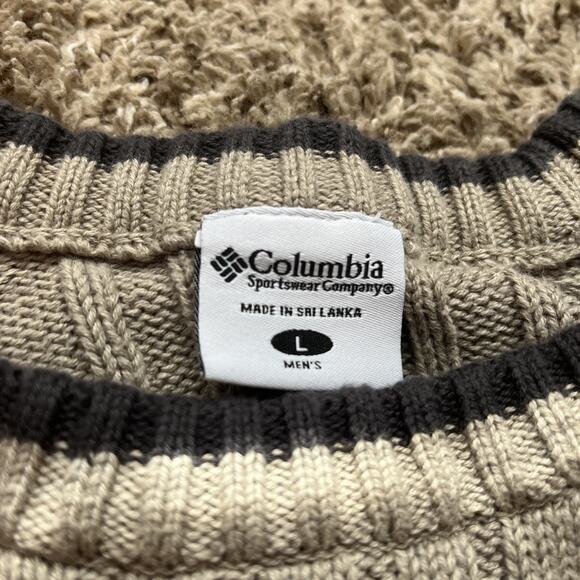 Columbia
Sportswear Company®
MADE IN SRI LANKA
L
MEN'S